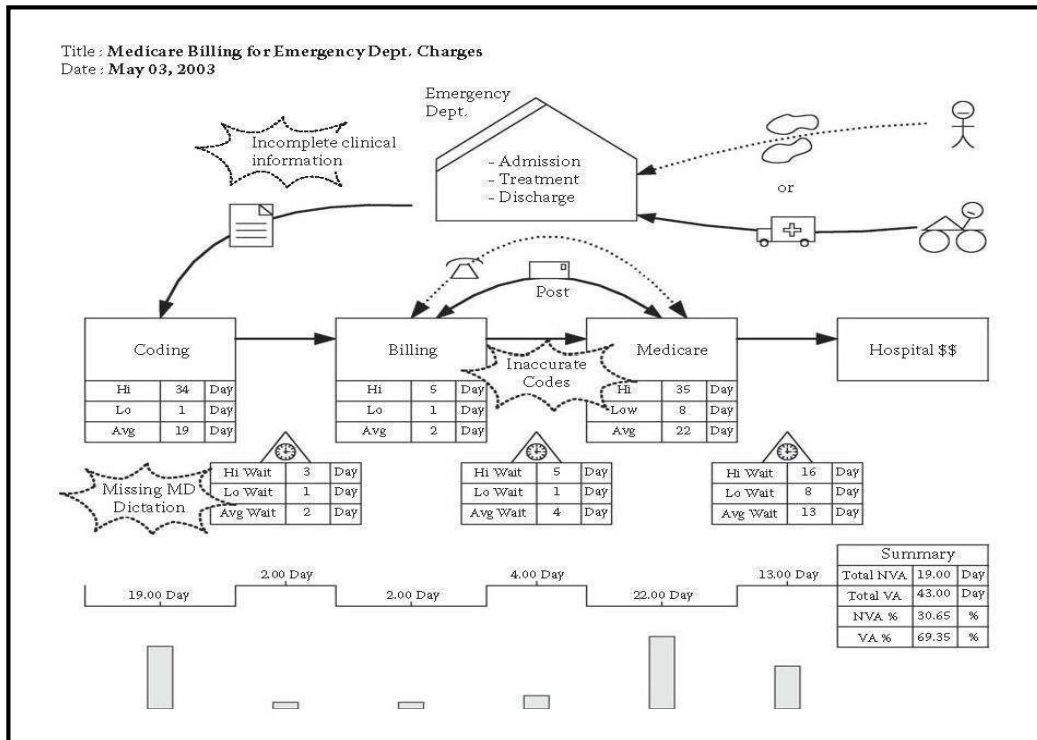 Title : Medicare Billing for Emergency Dept. Charges
Date : May 03, 2003
Emergency
Dept.
Incomplete clinical
information
- Admission
- Treatment
- Discharge
or
Post
Coding
Hi 34 Day
Lo 1 Day
Avg 19 Day
Billing
Hi 5 Day
Lo 1 Day
Avg 2 Day
Inaccurate
Codes
Medicare
Hi 35 Day
Low 8 Day
Avg 22 Day
Hospital $$
Missing MD
Dictation
Hi Wait 3 Day
Lo Wait 1 Day
Avg Wait 2 Day
Hi Wait 5 Day
Lo Wait 1 Day
Avg Wait 4 Day
Hi Wait 16 Day
Lo Wait 8 Day
Avg Wait 13 Day
19.00 Day
2.00 Day
2.00 Day
4.00 Day
22.00 Day
13.00 Day
Summary
Total NVA 19.00 Day
Total VA 43.00 Day
NVA % 30.65 %
VA % 69.35 %